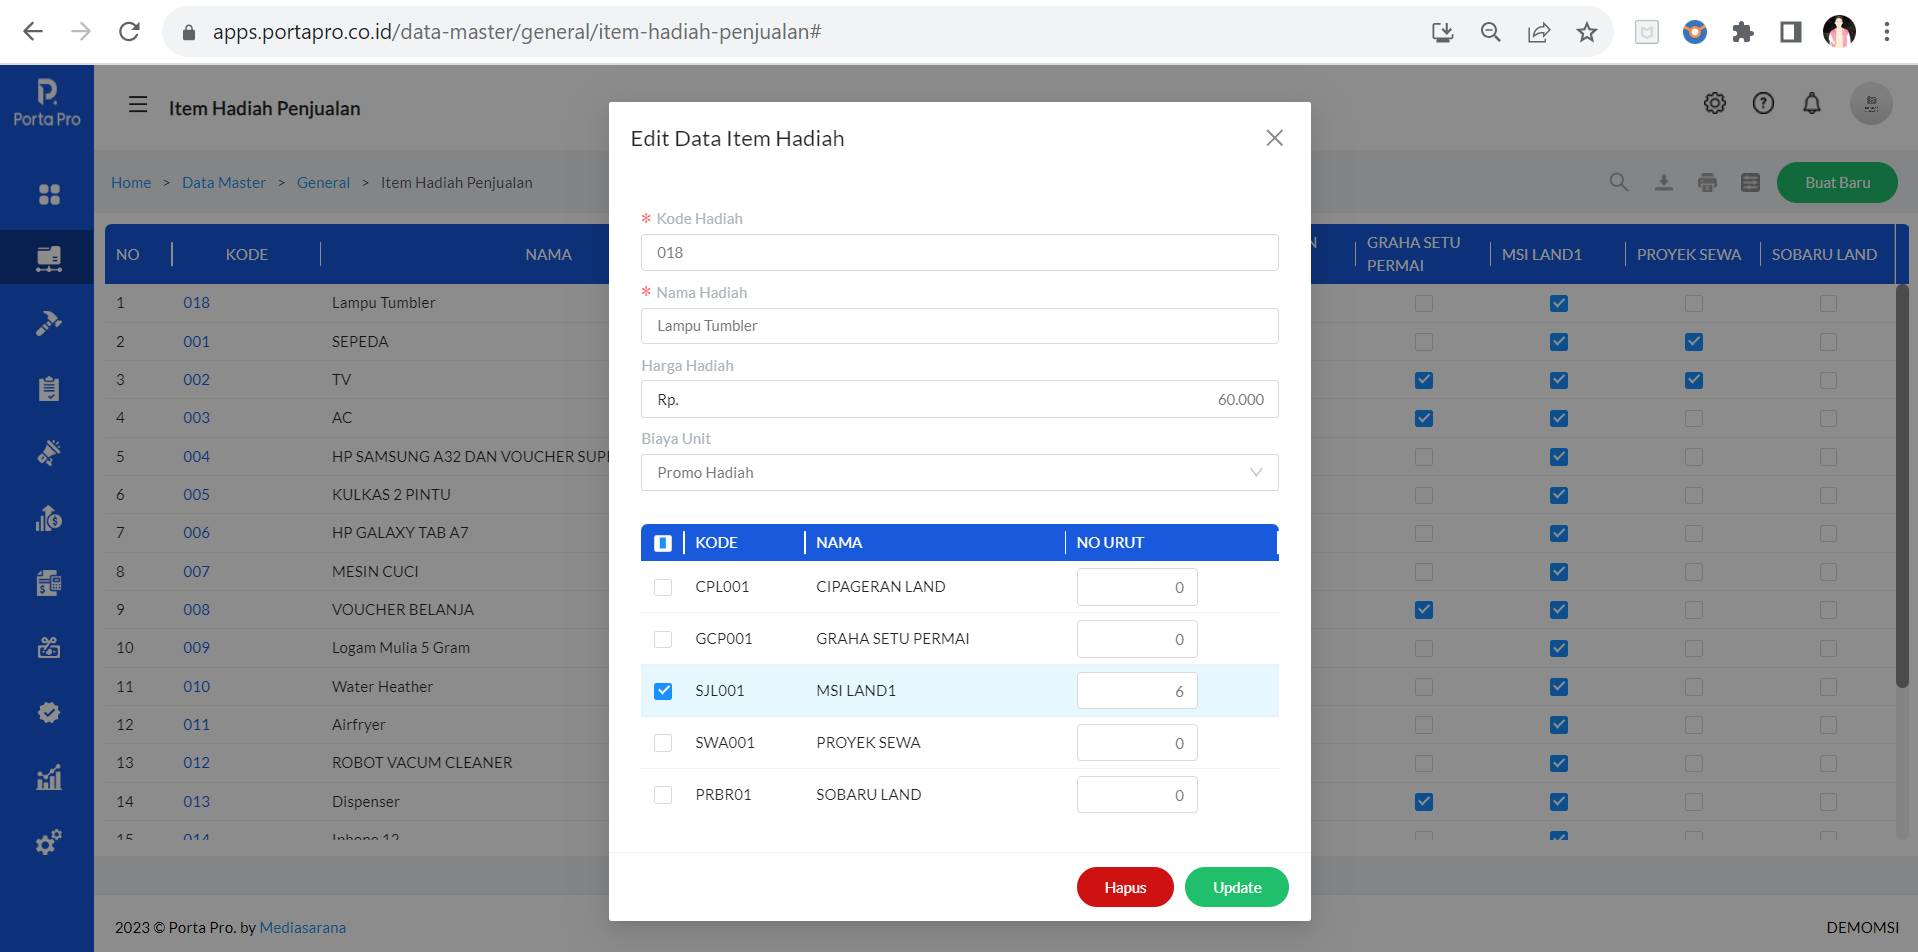 apps.portapro.co.id/data-master/general/item-hadiah-penjualan#
Porta Pro
Item Hadiah Penjualan
Home > Data Master > General > Item Hadiah Penjualan
Buat Baru
NO KODE NAMA N GRAHA SETU PERMAI MSI LAND1 PROYEK SEWA SOBARU LAND
1 018 Lampu Tumbler
2 001 SEPEDA
3 002 TV
4 003 AC
5 004 HP SAMSUNG A32 DAN VOUCHER SUP
6 005 KULKAS 2 PINTU
7 006 HP GALAXY TAB A7
8 007 MESIN CUCI
9 008 VOUCHER BELANJA
10 009 Logam Mulia 5 Gram
11 010 Water Heather
12 011 Airfryer
13 012 ROBOT VACUM CLEANER
14 013 Dispenser
15 014 Iphone 12
Edit Data Item Hadiah
* Kode Hadiah
018
* Nama Hadiah
Lampu Tumbler
Harga Hadiah
Rp. 60.000
Biaya Unit
Promo Hadiah
KODE NAMA NO URUT
CPL001 CIPAGERAN LAND 0
GCP001 GRAHA SETU PERMAI 0
SJL001 MSI LAND1 6
SWA001 PROYEK SEWA 0
PRBR01 SOBARU LAND 0
Hapus Update
2023 © Porta Pro. by Mediasarana
DEMOMSI